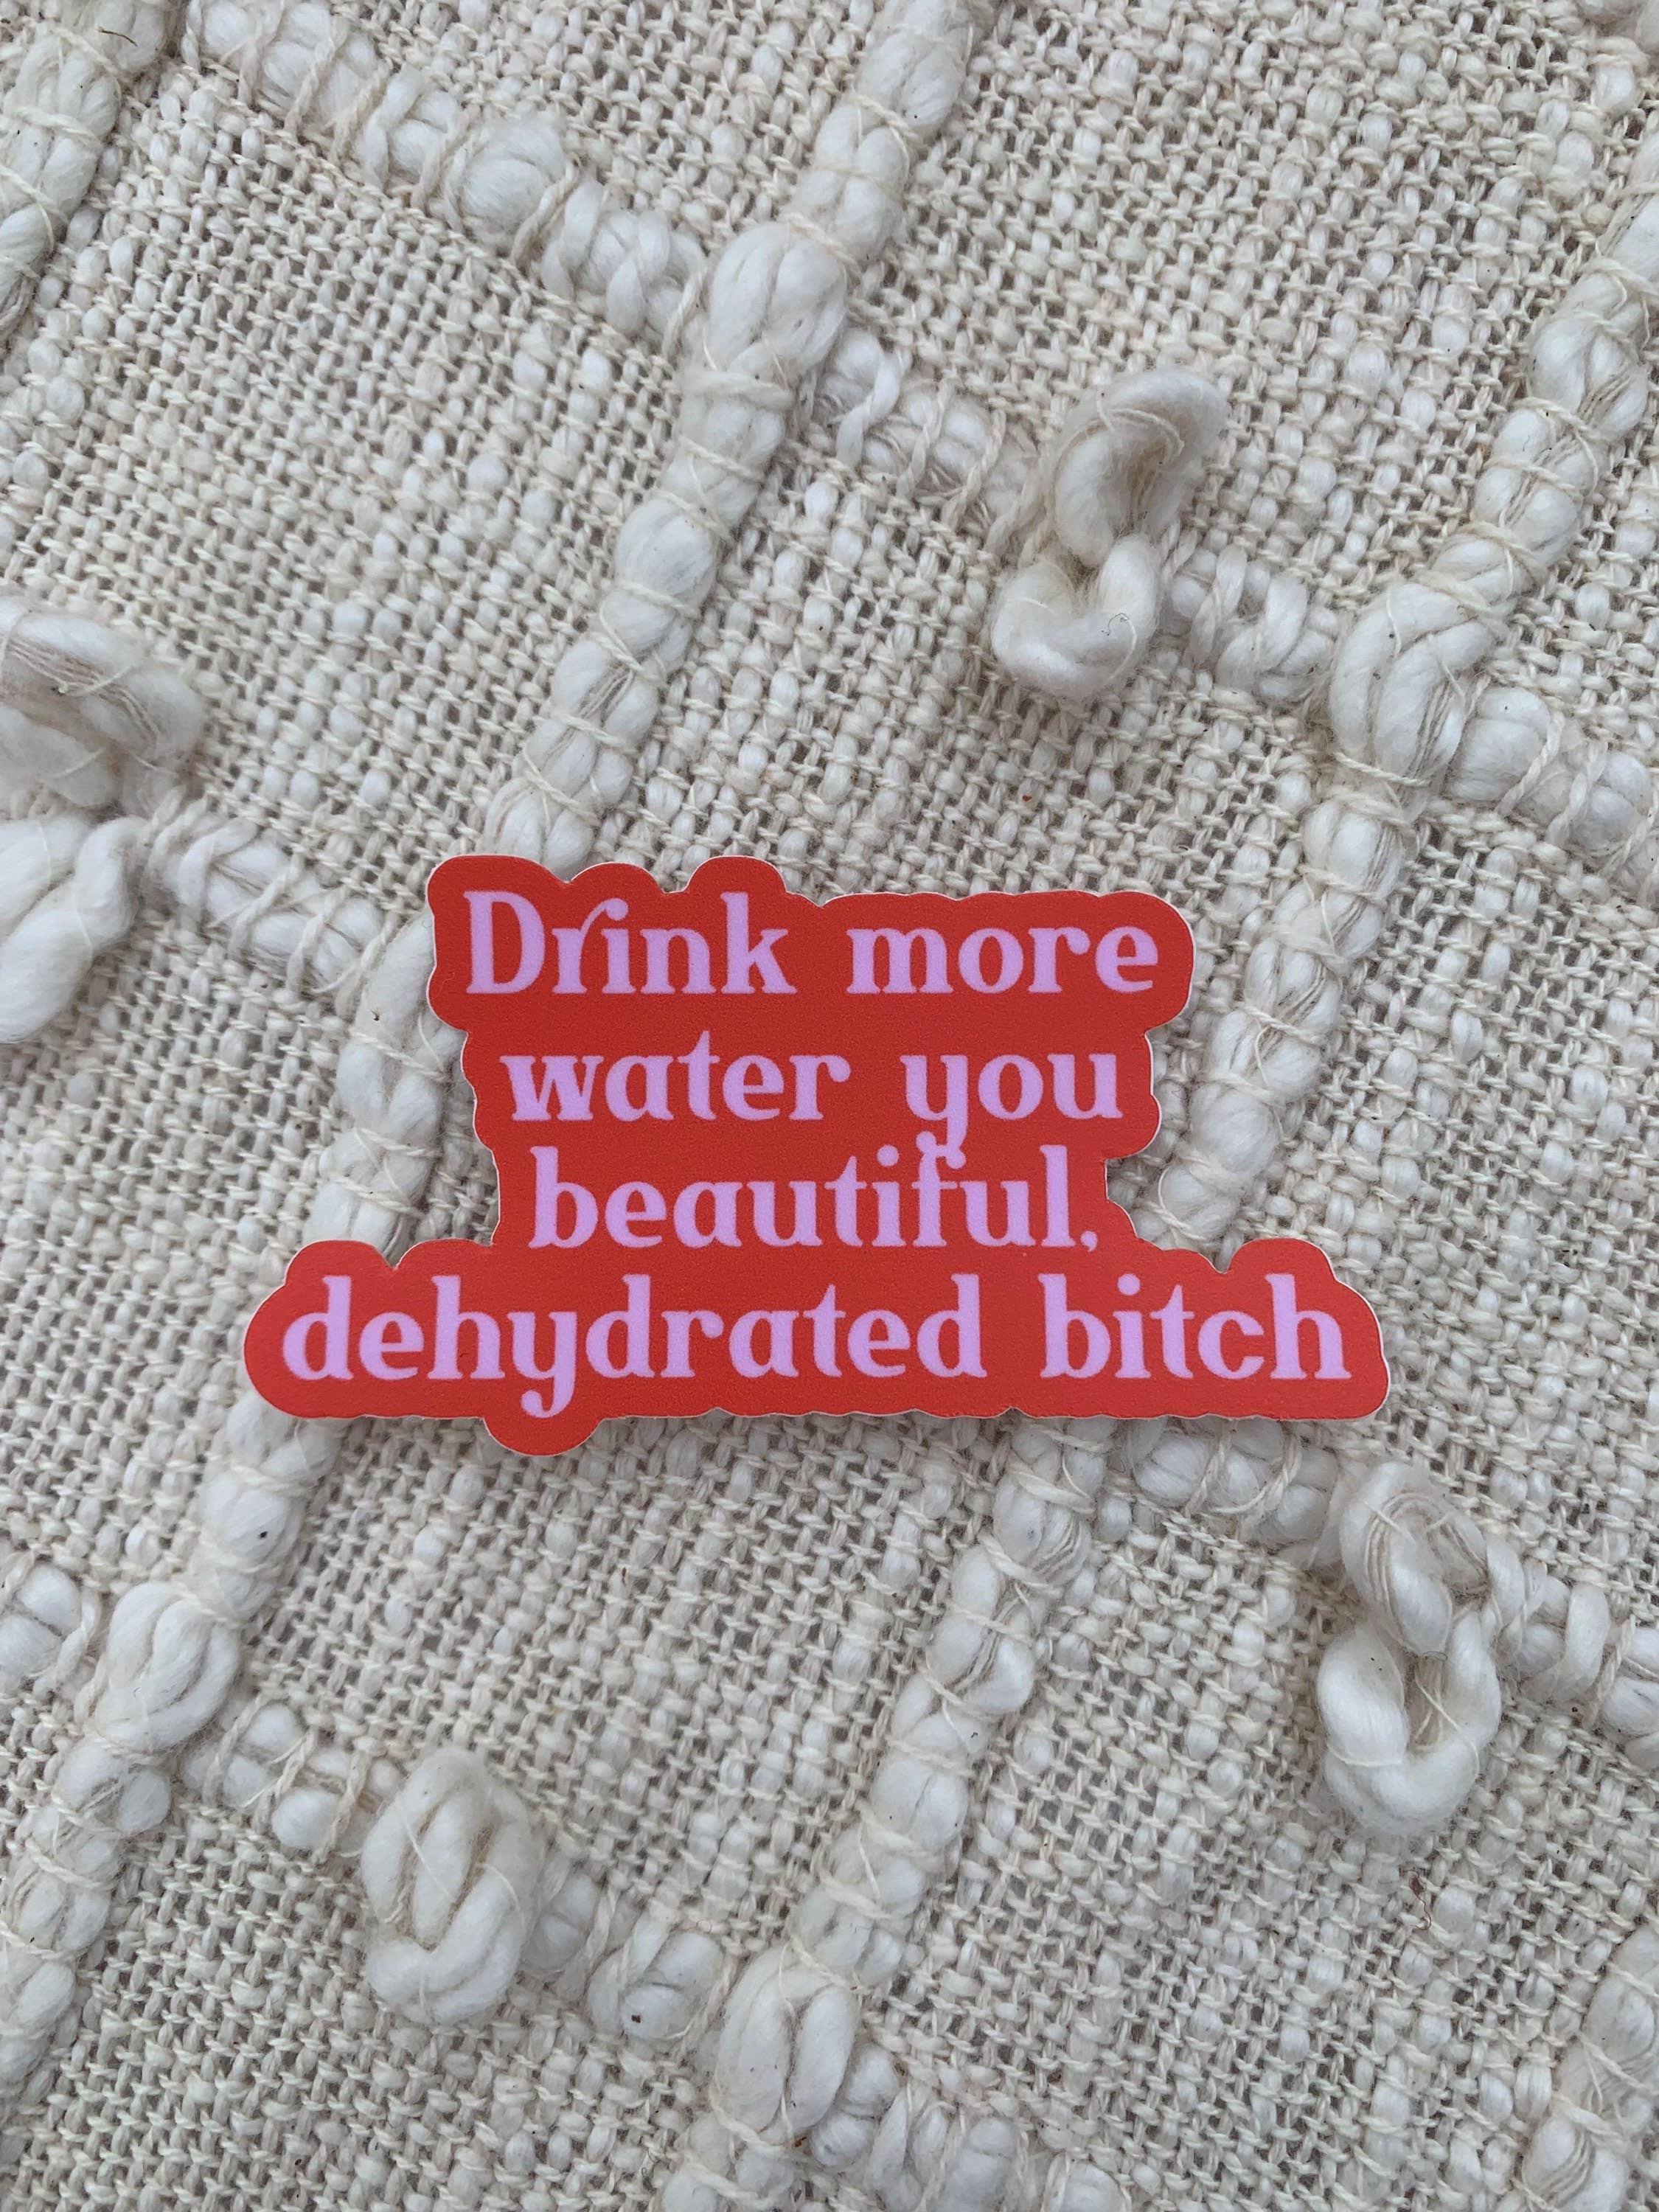 Drink more
water you
beautiful,
dehydrated bitch